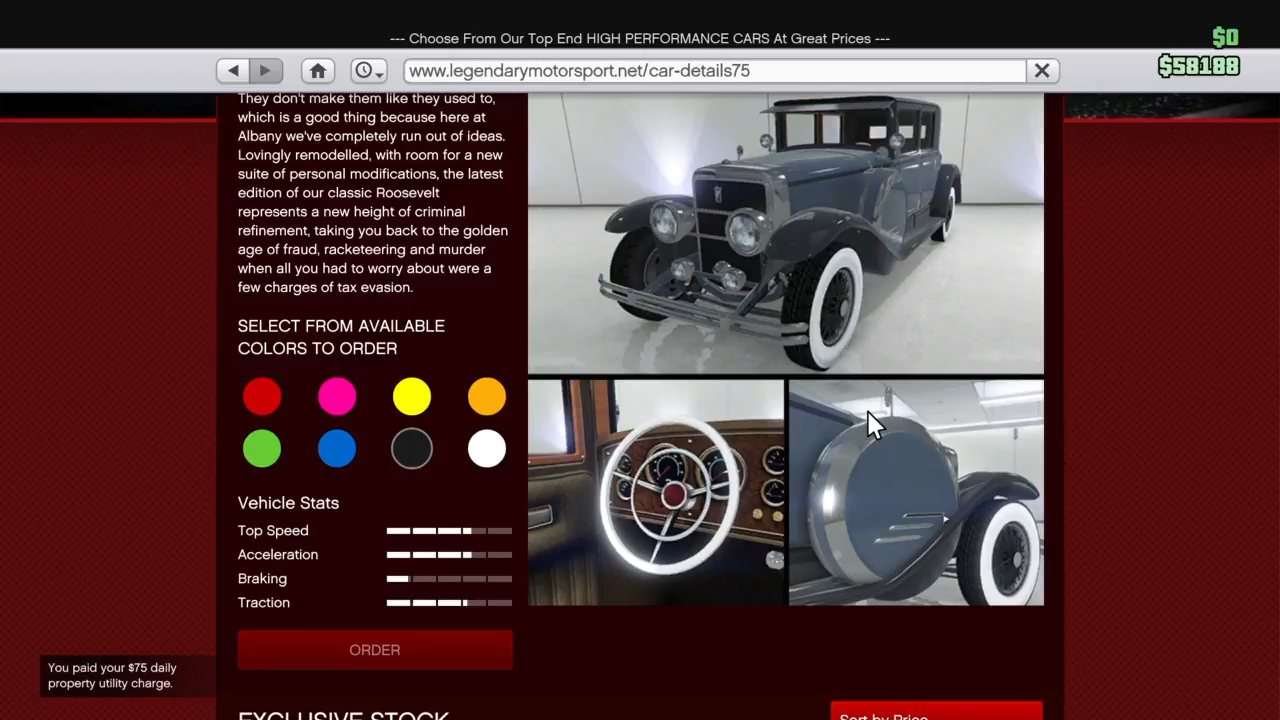 --- Choose From Our Top End HIGH PERFORMANCE CARS At Great Prices ---
$0
$58188
www.legendarymotorsport.net/car-details75
They don't make them like they used to,
which is a good thing because here at
Albany we've completely run out of ideas.
Lovingly remodelled, with room for a new
suite of personal modifications, the latest
edition of our classic Roosevelt
represents a new height of criminal
refinement, taking you back to the golden
age of fraud, racketeering and murder
when all you had to worry about were a
few charges of tax evasion.
SELECT FROM AVAILABLE
COLORS TO ORDER
Vehicle Stats
Top Speed
Acceleration
Braking
Traction
ORDER
You paid your $75 daily
property utility charge.
EXCLUSIVE STOCK
Sort by Price